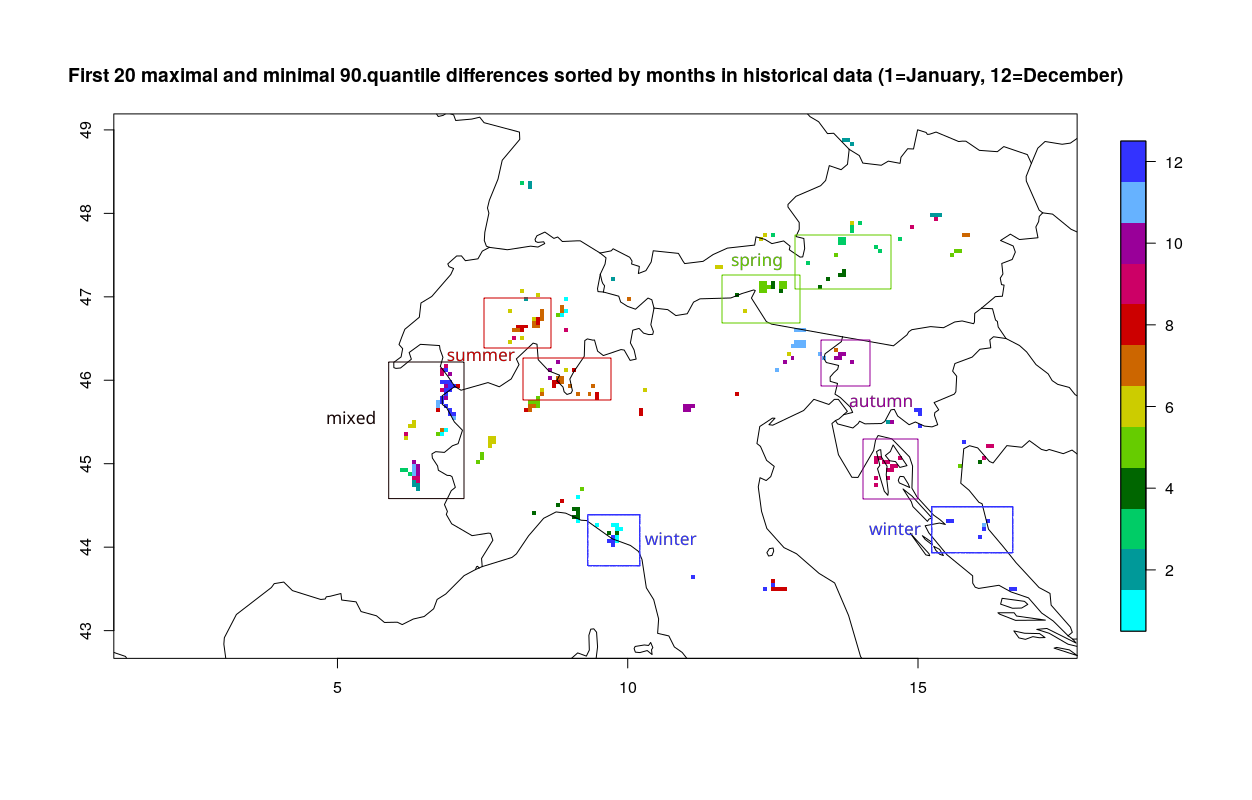 First 20 maximal and minimal 90.quantile differences sorted by months in historical data (1=January, 12=December)
49
48
47
46
45
44
43
5
10
15
12
10
8
6
4
2
spring
summer
mixed
autumn
winter
winter